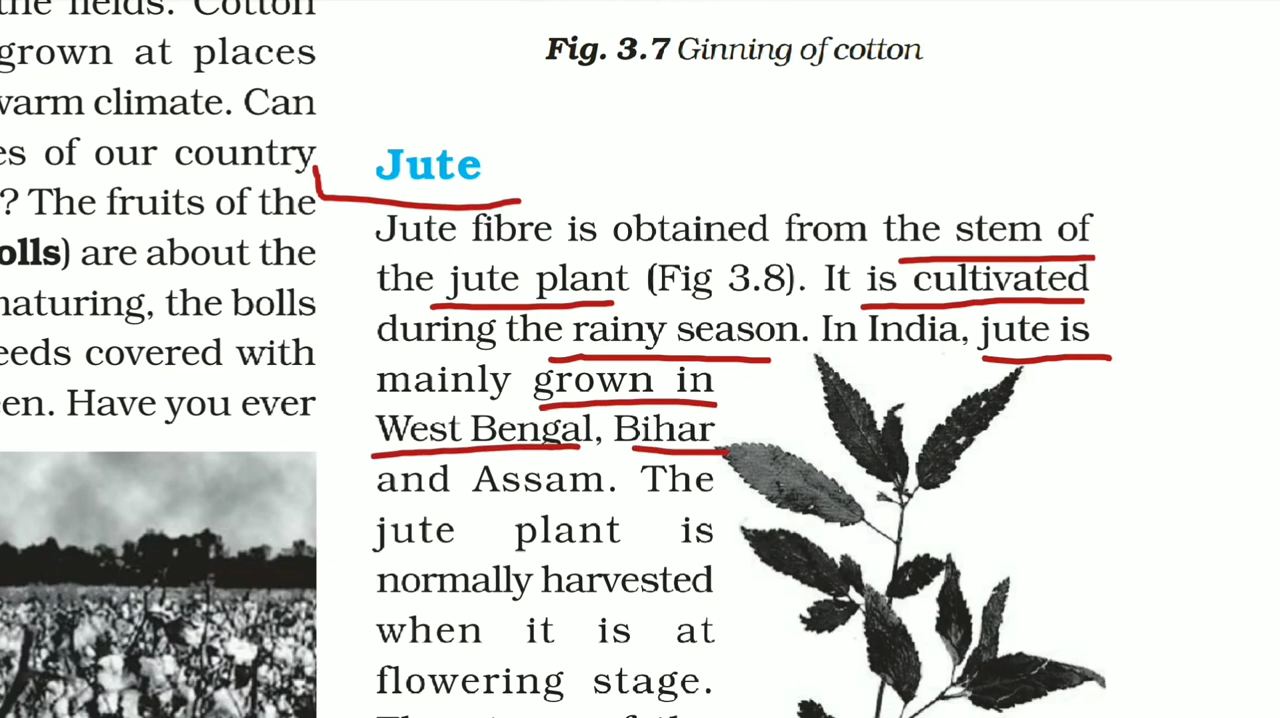 the fields. Cotton
grown at places
warm climate. Can
es of our country
? The fruits of the
olls) are about the
maturing, the bolls
eeds covered with
een. Have you ever
Fig. 3.7 Ginning of cotton
Jute
Jute fibre is obtained from the stem of
the jute plant (Fig 3.8). It is cultivated
during the rainy season. In India, jute is
mainly grown in
West Bengal, Bihar
and Assam. The
jute plant is
normally harvested
when it is at
flowering stage.